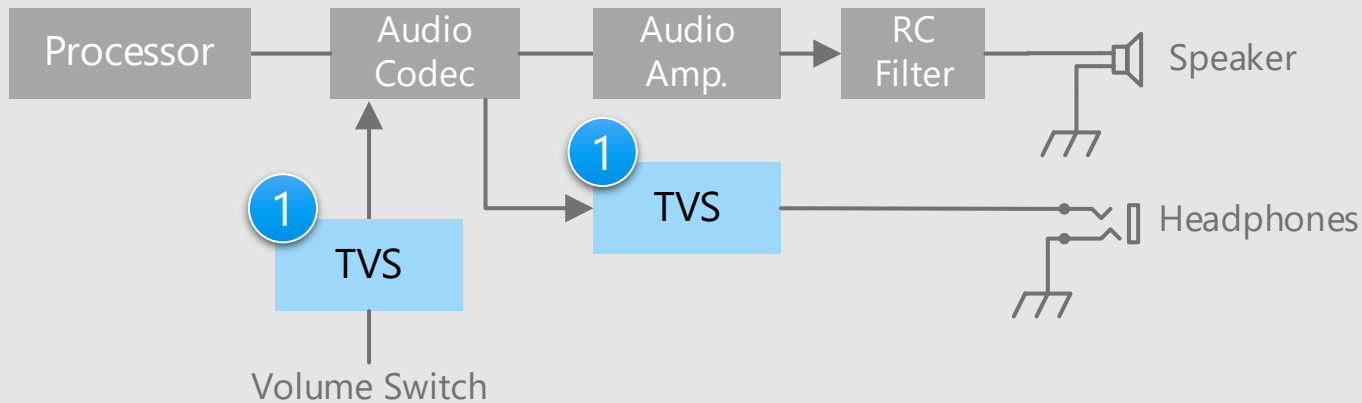 Processor
Audio
Codec
Audio
Amp.
RC
Filter
Speaker
1
TVS
Headphones
1
TVS
Volume Switch